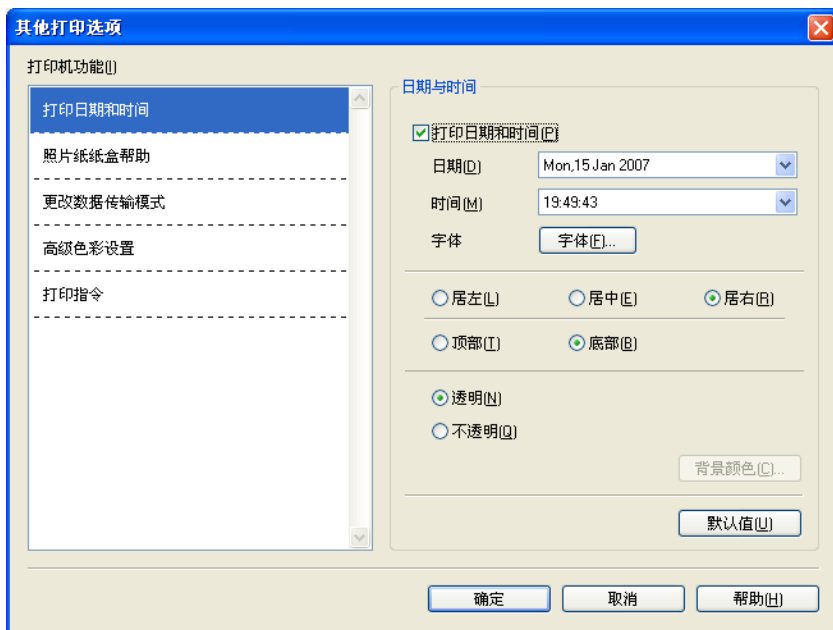 其他打印选项
打印机功能(I)
打印日期和时间
照片纸纸盒帮助
更改数据传输模式
高级色彩设置
打印指令
日期与时间
打印日期和时间(P)
日期(D) Mon,15 Jan 2007
时间(M) 19:49:43
字体 字体(F)...
居左(L) 居中(E) 居右(R)
顶部(T) 底部(B)
透明(N)
不透明(Q)
背景颜色(C)...
默认值(U)
确定 取消 帮助(H)